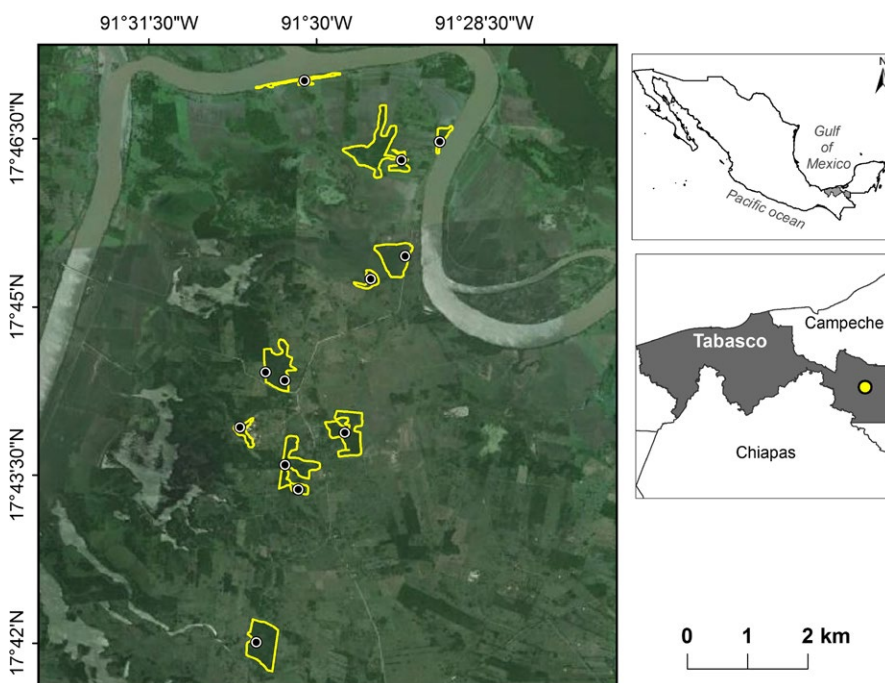 91°31'30"W 91°30'W 91°28'30"W
17°46'30"N
17°45'N
17°43'30"N
17°42'N
N
Gulf
of
Mexico
Pacific ocean
Campeche
Tabasco
Chiapas
0 1 2 km